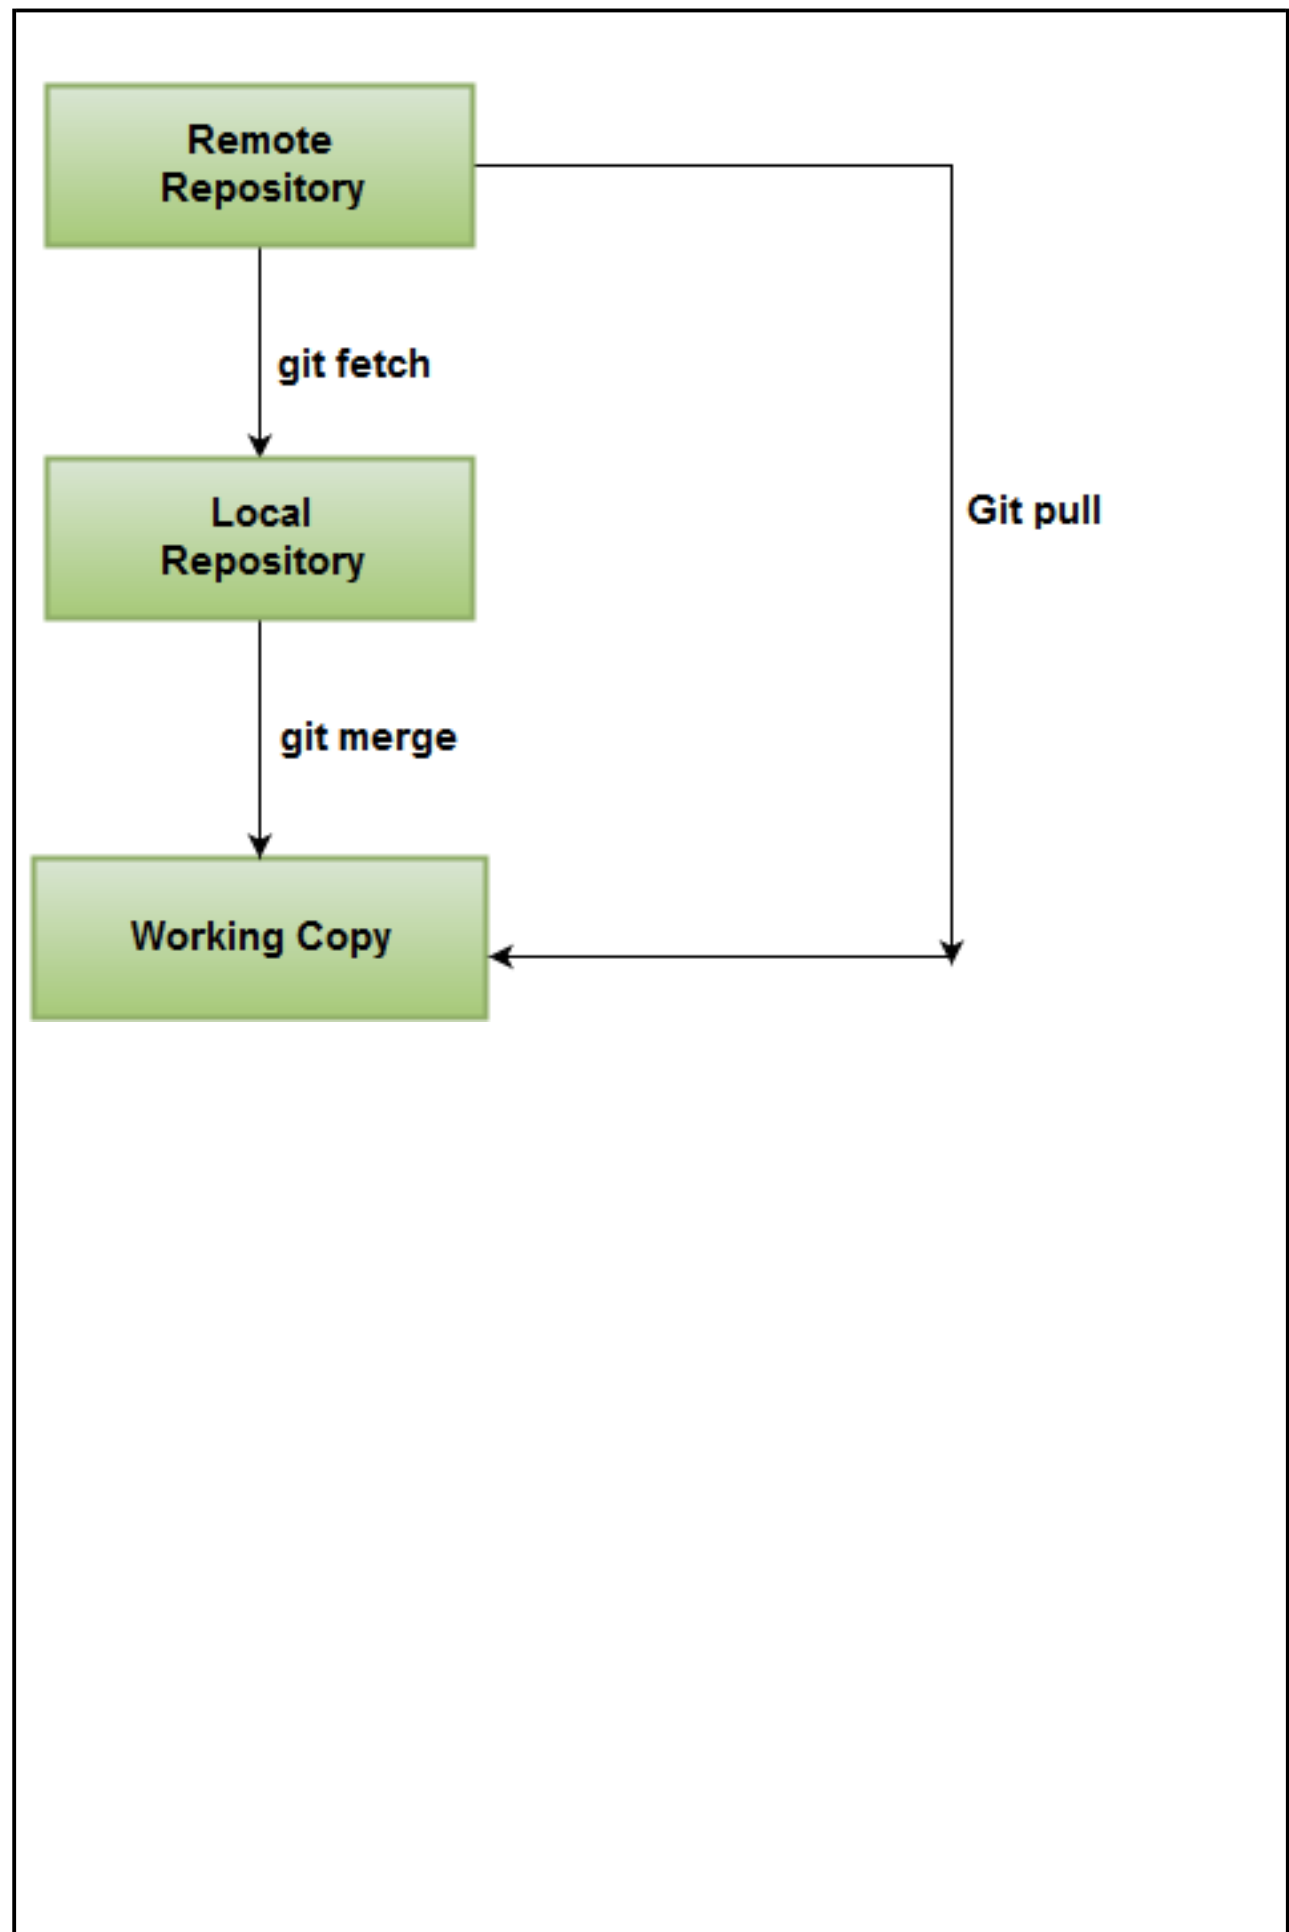 Remote
Repository
git fetch
Local
Repository
Git pull
git merge
Working Copy